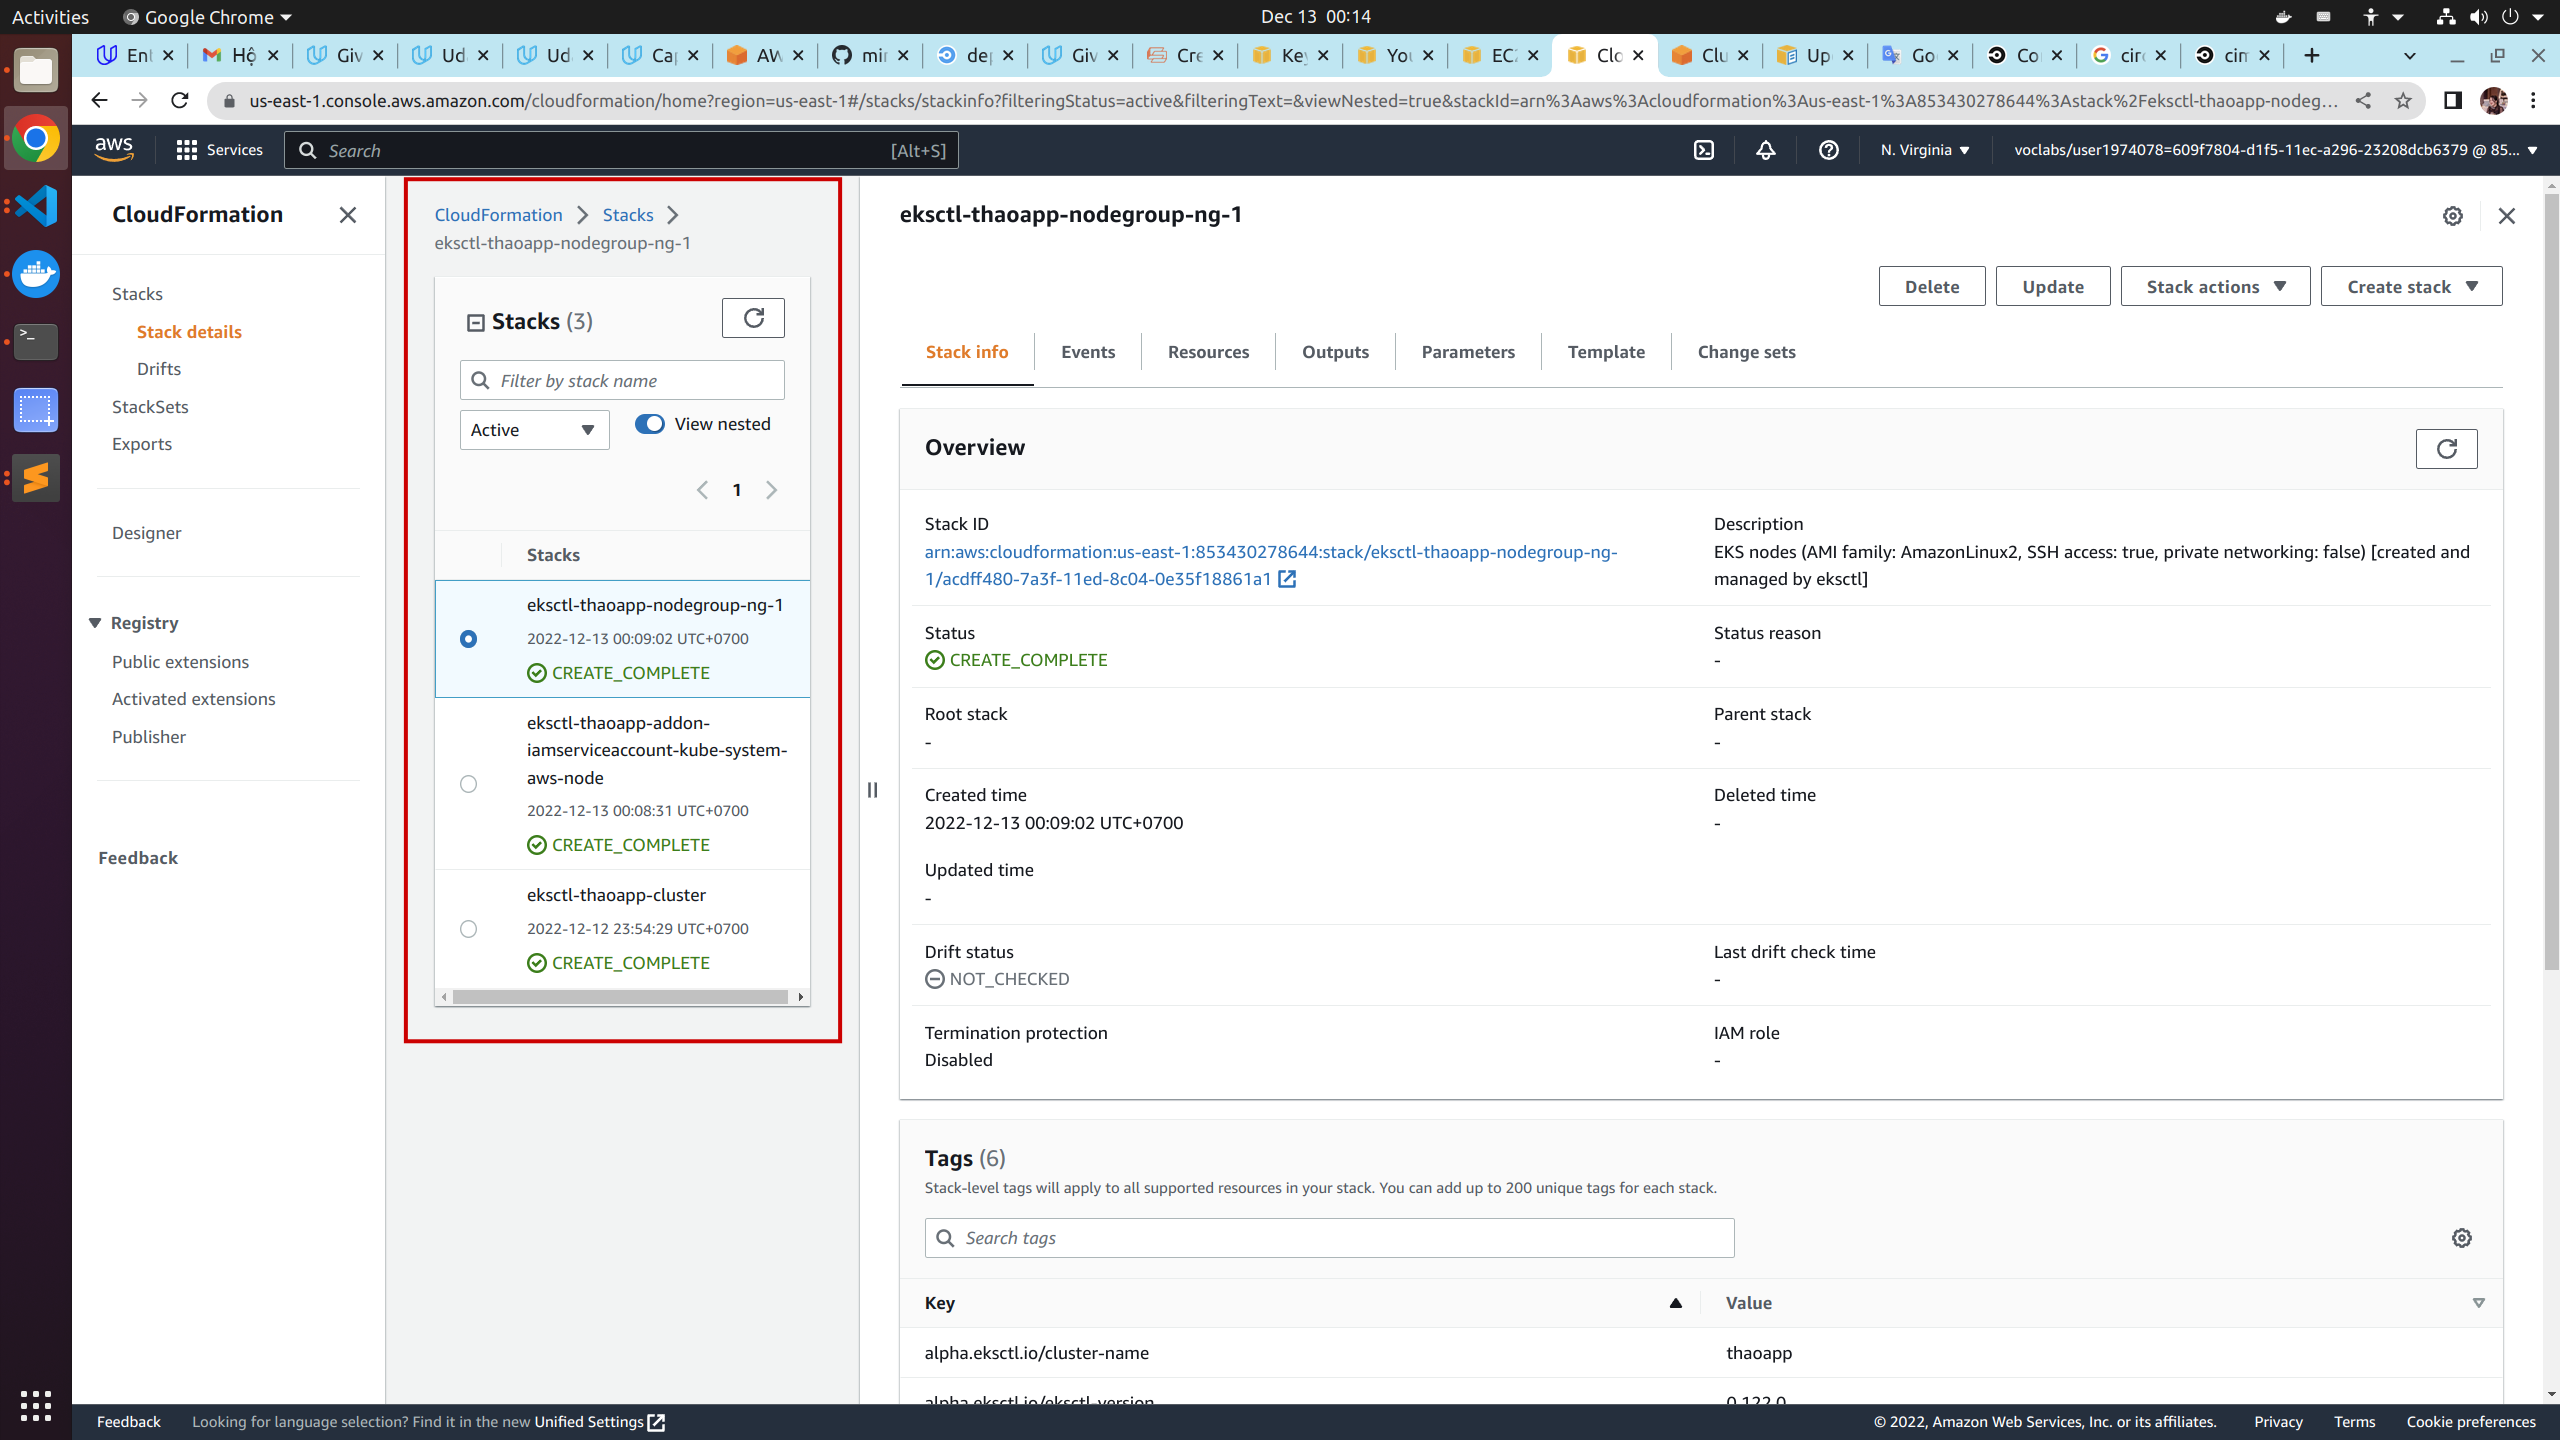 Activities
Google Chrome
Dec 13 00:14
Ent
Hộ
Giv
Ud
Ud
Cap
AW
mir
dep
Giv
Cre
Key
You
EC2
Clo
Clu
Up
Goo
Co
circ
cim
us-east-1.console.aws.amazon.com/cloudformation/home?region=us-east-1#/stacks/stackinfo?filteringStatus=active&filteringText=&viewNested=true&stackId=arn%3Aaws%3Acloudformation%3Aus-east-1%3A853430278644%3Astack%2Feksctl-thaoapp-nodeg...
aws
Services
Search
[Alt+S]
N. Virginia
voclabs/user1974078=609f7804-d1f5-11ec-a296-23208dcb6379 @ 85...
CloudFormation
Stacks
Stack details
Drifts
StackSets
Exports
Designer
Registry
Public extensions
Activated extensions
Publisher
Feedback
CloudFormation
Stacks
eksctl-thaoapp-nodegroup-ng-1
Stacks (3)
Filter by stack name
Active
View nested
1
Stacks
eksctl-thaoapp-nodegroup-ng-1
2022-12-13 00:09:02 UTC+0700
CREATE_COMPLETE
eksctl-thaoapp-addon-
iamserviceaccount-kube-system-
aws-node
2022-12-13 00:08:31 UTC+0700
CREATE_COMPLETE
eksctl-thaoapp-cluster
2022-12-12 23:54:29 UTC+0700
CREATE_COMPLETE
eksctl-thaoapp-nodegroup-ng-1
Delete
Update
Stack actions
Create stack
Stack info
Events
Resources
Outputs
Parameters
Template
Change sets
Overview
Stack ID
arn:aws:cloudformation:us-east-1:853430278644:stack/eksctl-thaoapp-nodegroup-ng-
1/acdff480-7a3f-11ed-8c04-0e35f18861a1
Description
EKS nodes (AMI family: AmazonLinux2, SSH access: true, private networking: false) [created and
managed by eksctl]
Status
CREATE_COMPLETE
Status reason
-
Root stack
-
Parent stack
-
Created time
2022-12-13 00:09:02 UTC+0700
Deleted time
-
Updated time
-
Drift status
NOT_CHECKED
Last drift check time
-
Termination protection
Disabled
IAM role
-
Tags (6)
Stack-level tags will apply to all supported resources in your stack. You can add up to 200 unique tags for each stack.
Search tags
Key
Value
alpha.eksctl.io/cluster-name
thaoapp
alpha.eksctl.io/eksctl-version
0.122.0
Feedback
Looking for language selection? Find it in the new Unified Settings
© 2022, Amazon Web Services, Inc. or its affiliates.
Privacy
Terms
Cookie preferences